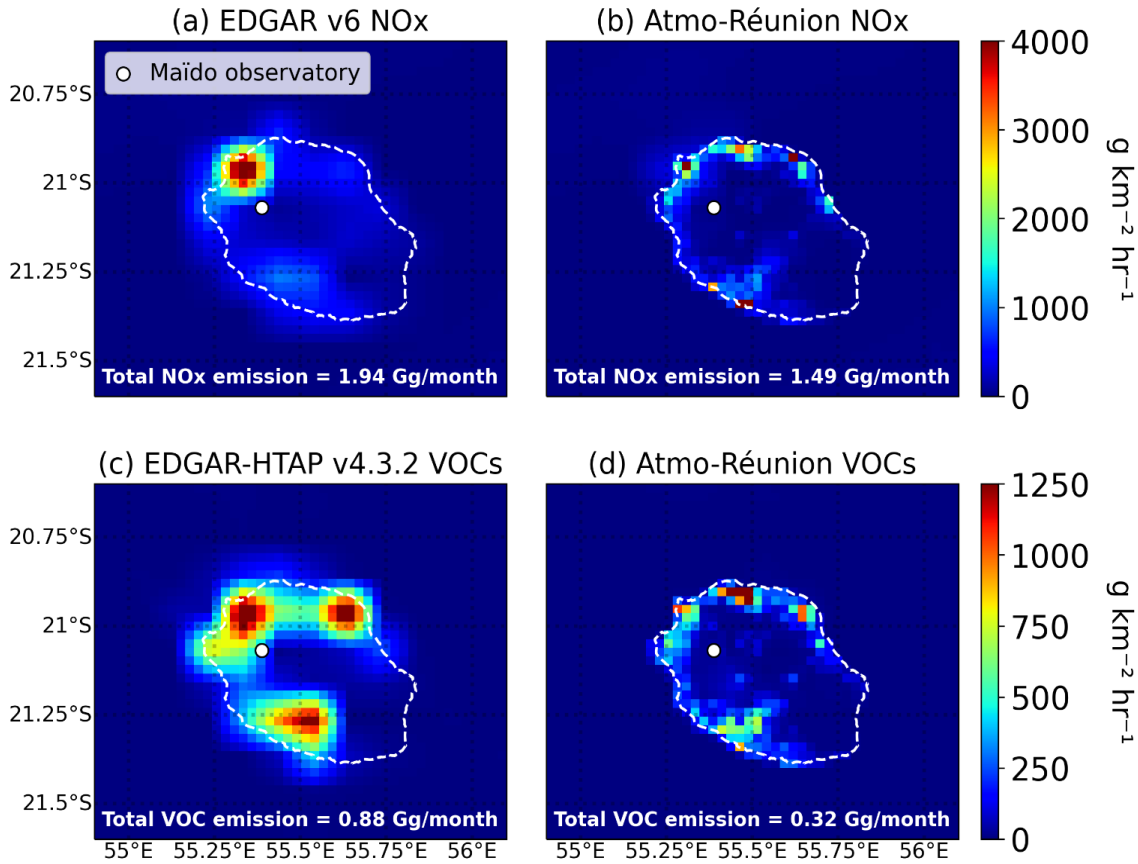 (a) EDGAR v6 NOx
(b) Atmo-Réunion NOx
Maïdo observatory
20.75°S
21°S
21.25°S
21.5°S
Total NOx emission = 1.94 Gg/month
Total NOx emission = 1.49 Gg/month
4000
3000
2000
1000
0
g km⁻² hr⁻¹
(c) EDGAR-HTAP v4.3.2 VOCs
(d) Atmo-Réunion VOCs
20.75°S
21°S
21.25°S
21.5°S
Total VOC emission = 0.88 Gg/month
Total VOC emission = 0.32 Gg/month
1250
1000
750
500
250
0
g km⁻² hr⁻¹
55°E 55.25°E 55.5°E 55.75°E 56°E
55°E 55.25°E 55.5°E 55.75°E 56°E